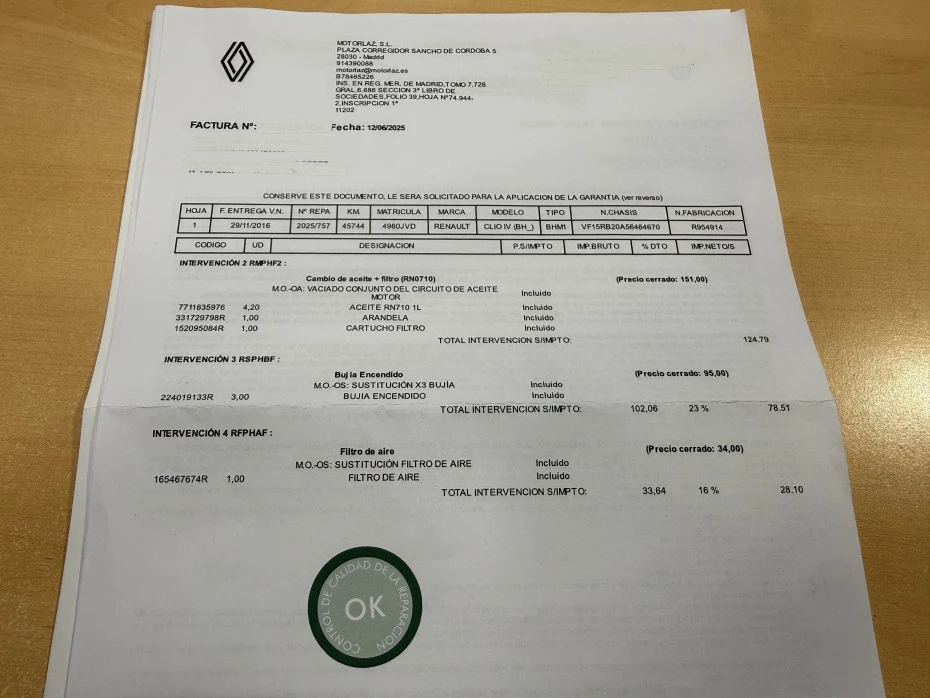 MOTORLAZ, S.L.
PLAZA CORREGIDOR SANCHO DE CORDOBA 5
28030 - Madrid
914390088
motorlaz@motorlaz.es
B78465226
INS. EN REG. MER. DE MADRID,TOMO 7.726
GRAL,6.686 SECCION 3ª LIBRO DE
SOCIEDADES,FOLIO 39,HOJA Nº74.944-
2,INSCRIPCION 1ª
11202
FACTURA Nº: Fecha: 12/06/2025
CONSERVE ESTE DOCUMENTO, LE SERA SOLICITADO PARA LA APLICACION DE LA GARANTIA (ver reverso)
HOJA F. ENTREGA V.N. Nº REPA KM. MATRICULA MARCA MODELO TIPO N.CHASIS N.FABRICACION
1 29/11/2016 2025/757 45744 4960JVD RENAULT CLIO IV (BH_) BHM1 VF15RB20A56464670 R954914
CODIGO UD DESIGNACION P.S/IMPTO IMP.BRUTO % DTO IMP.NETO/S
INTERVENCIÓN 2 RMPHF2 :
Cambio de aceite + filtro (RN0710) (Precio cerrado: 151,00)
M.O.-OA: VACIADO CONJUNTO DEL CIRCUITO DE ACEITE MOTOR Incluido
7711835976 4,20 ACEITE RN710 1L Incluido
331729798R 1,00 ARANDELA Incluido
152095084R 1,00 CARTUCHO FILTRO Incluido
TOTAL INTERVENCION S/IMPTO: 124.79
INTERVENCIÓN 3 RSPHBF :
Bujía Encendido (Precio cerrado: 95,00)
M.O.-OS: SUSTITUCIÓN X3 BUJÍA Incluido
224019133R 3,00 BUJIA ENCENDIDO Incluido
TOTAL INTERVENCION S/IMPTO: 102,06 23 % 78.51
INTERVENCIÓN 4 RFPHAF :
Filtro de aire (Precio cerrado: 34,00)
M.O.-OS: SUSTITUCIÓN FILTRO DE AIRE Incluido
165467674R 1,00 FILTRO DE AIRE Incluido
TOTAL INTERVENCION S/IMPTO: 33,64 16 % 28.10
CONTROL DE CALIDAD DE LA REPARACION
OK